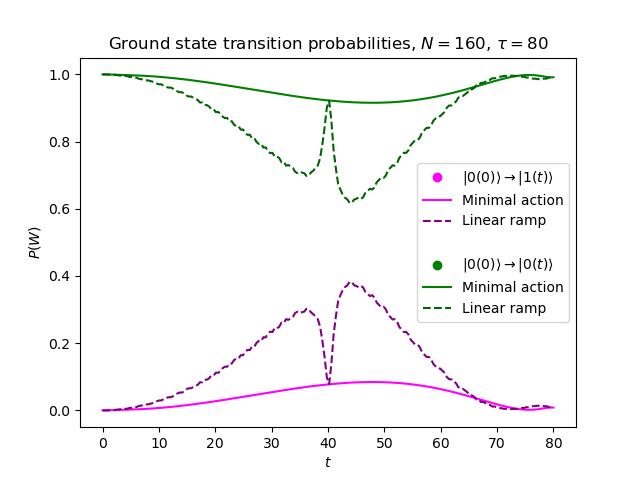 Ground state transition probabilities, N = 160, τ = 80
P(W)
1.0
0.8
0.6
0.4
0.2
0.0
|0(0)⟩ → |1(t)⟩
Minimal action
Linear ramp
|0(0)⟩ → |0(t)⟩
Minimal action
Linear ramp
0 10 20 30 40 50 60 70 80
t